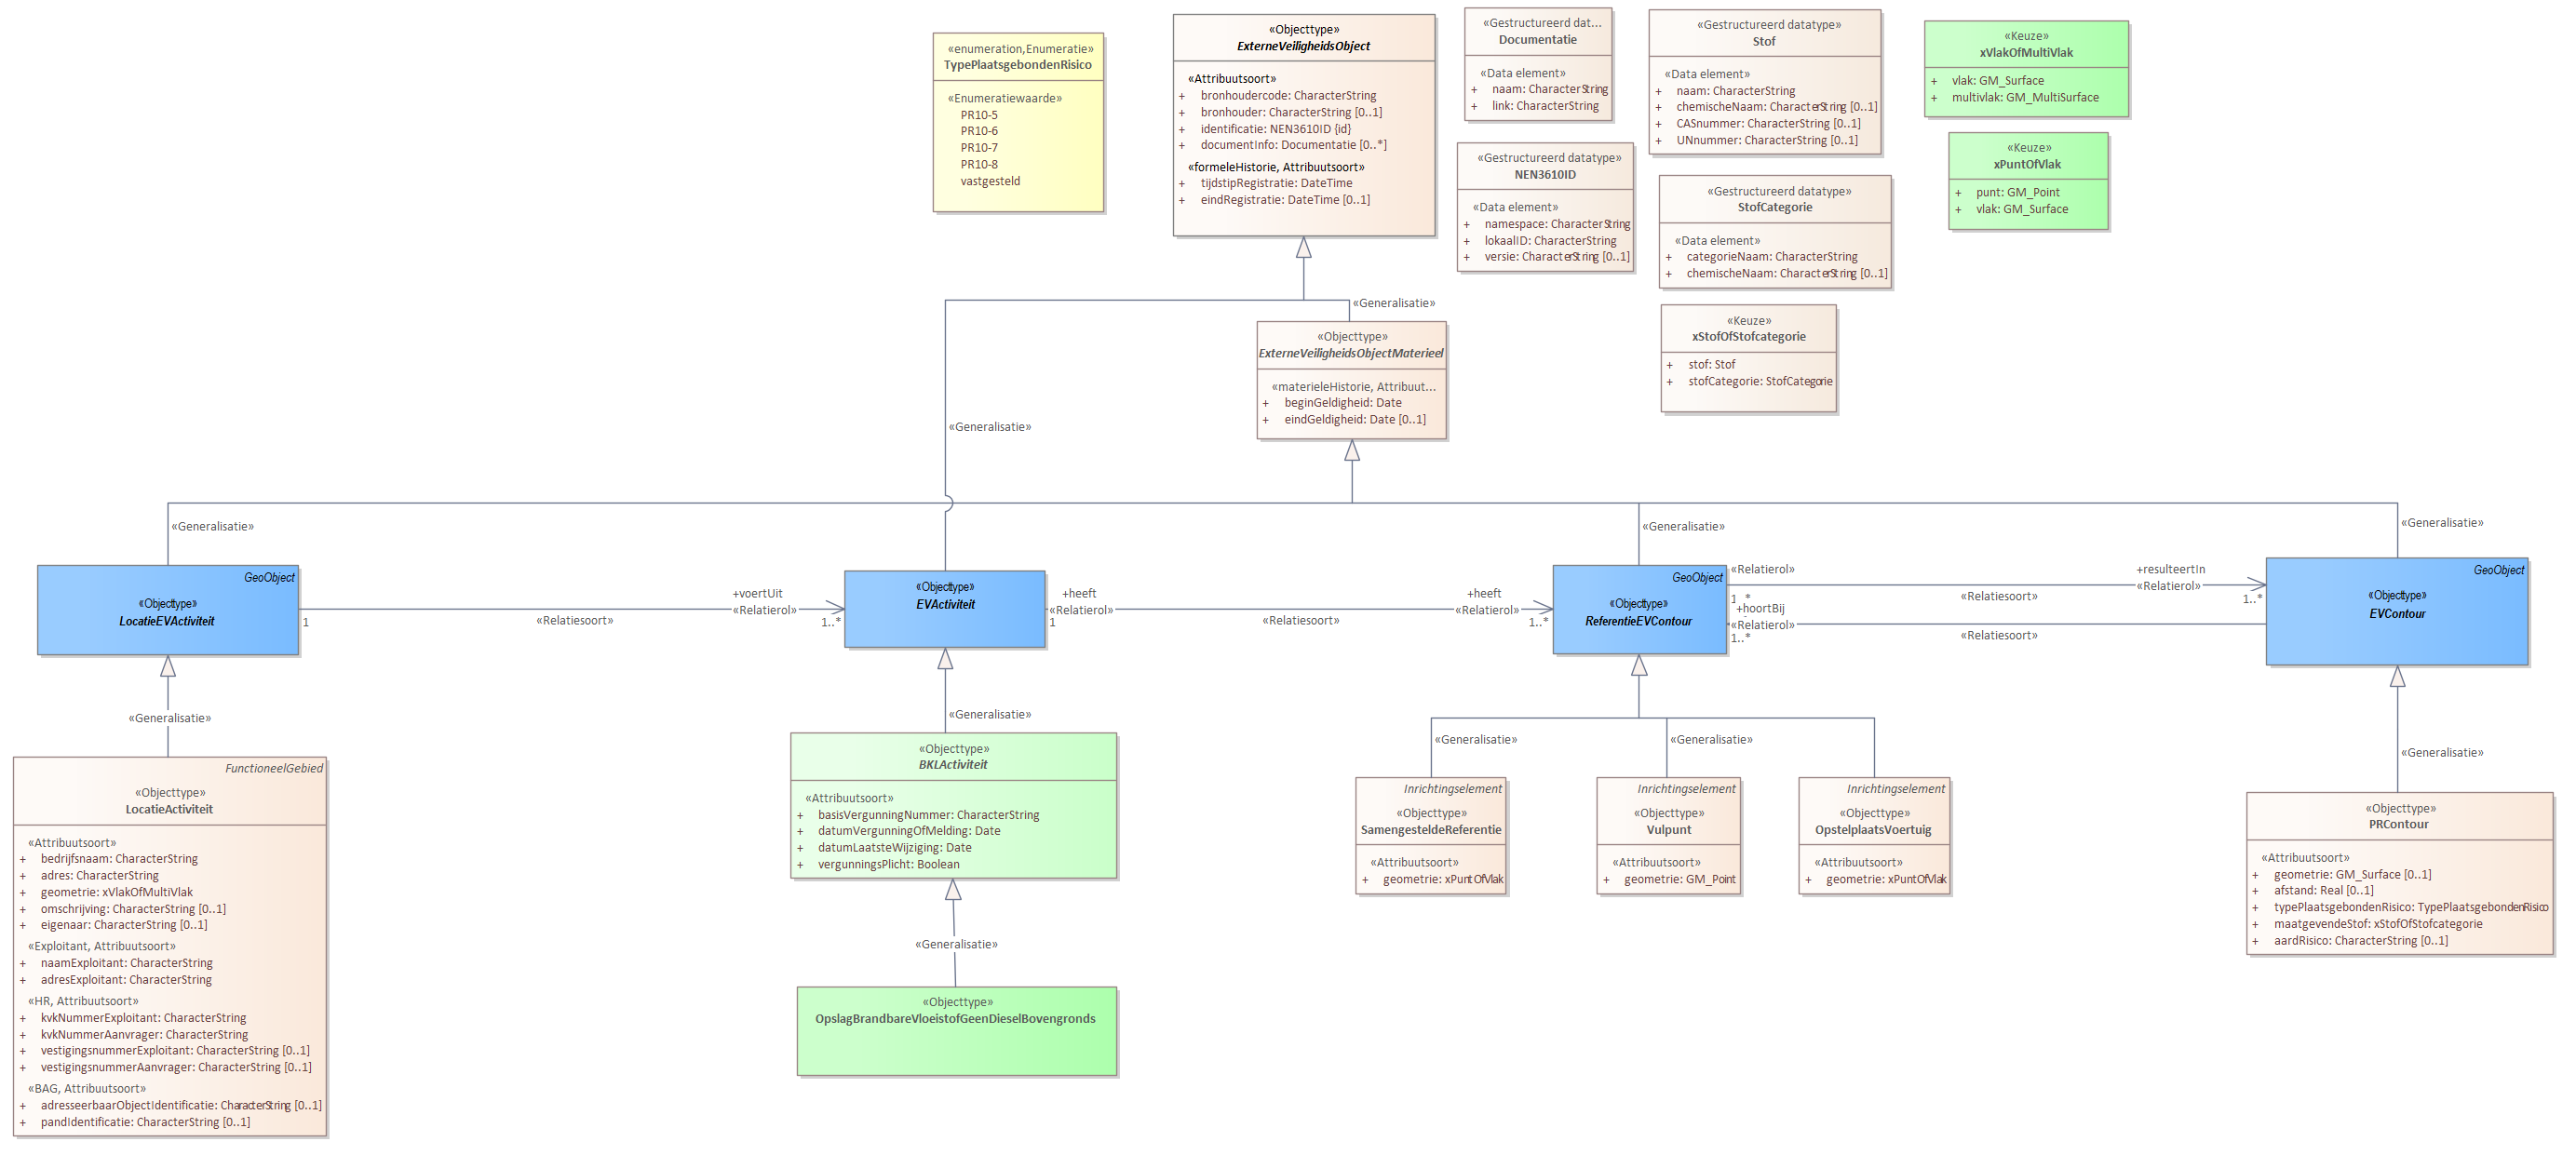 «enumeration,Enumeratie»
TypePlaatsgebondenRisico
«Enumeratiewaarde»
PR10-5
PR10-6
PR10-7
PR10-8
vastgesteld
«Objecttype»
ExterneVeiligheidsObject
«Attribuutsoort»
+ bronhoudercode: CharacterString
+ bronhouder: CharacterString [0..1]
+ identificatie: NEN3610ID {id}
+ documentInfo: Documentatie [0..*]
«formeleHistorie, Attribuutsoort»
+ tijdstipRegistratie: DateTime
+ eindRegistratie: DateTime [0..1]
«Gestructureerd dat...
Documentatie
«Data element»
+ naam: CharacterString
+ link: CharacterString
«Gestructureerd datatype»
NEN3610ID
«Data element»
+ namespace: CharacterString
+ lokaalID: CharacterString
+ versie: CharacterString [0..1]
«Gestructureerd datatype»
Stof
«Data element»
+ naam: CharacterString
+ chemischeNaam: CharacterString [0..1]
+ CASnummer: CharacterString [0..1]
+ UNnummer: CharacterString [0..1]
«Gestructureerd datatype»
StofCategorie
«Data element»
+ categorieNaam: CharacterString
+ chemischeNaam: CharacterString [0..1]
«Keuze»
xStofOfStofcategorie
+ stof: Stof
+ stofCategorie: StofCategorie
«Keuze»
xVlakOfMultiVlak
+ vlak: GM_Surface
+ multivlak: GM_MultiSurface
«Keuze»
xPuntOfVlak
+ punt: GM_Point
+ vlak: GM_Surface
«Generalisatie»
«Objecttype»
ExterneVeiligheidsObjectMaterieel
«materieleHistorie, Attribuut...
+ beginGeldigheid: Date
+ eindGeldigheid: Date [0..1]
«Generalisatie»
«Generalisatie»
«Generalisatie»
«Generalisatie»
GeoObject
«Objecttype»
LocatieEVActiviteit
1
«Relatiesoort»
+voertUit
«Relatierol»
1..*
«Objecttype»
EVActiviteit
+heeft
«Relatierol»
1
«Relatiesoort»
+heeft
«Relatierol»
1..*
GeoObject
«Objecttype»
ReferentieEVContour
«Relatierol»
1..*
+hoortBij
«Relatierol»
1..*
«Relatiesoort»
«Relatiesoort»
+resulteertIn
«Relatierol»
1..*
GeoObject
«Objecttype»
EVContour
«Generalisatie»
«Generalisatie»
«Generalisatie»
«Generalisatie»
«Generalisatie»
FunctioneelGebied
«Objecttype»
LocatieActiviteit
«Attribuutsoort»
+ bedrijfsnaam: CharacterString
+ adres: CharacterString
+ geometrie: xVlakOfMultiVlak
+ omschrijving: CharacterString [0..1]
+ eigenaar: CharacterString [0..1]
«Exploitant, Attribuutsoort»
+ naamExploitant: CharacterString
+ adresExploitant: CharacterString
«HR, Attribuutsoort»
+ kvkNummerExploitant: CharacterString
+ kvkNummerAanvrager: CharacterString
+ vestigingsnummerExploitant: CharacterString [0..1]
+ vestigingsnummerAanvrager: CharacterString [0..1]
«BAG, Attribuutsoort»
+ adresseerbaarObjectIdentificatie: CharacterString [0..1]
+ pandIdentificatie: CharacterString [0..1]
«Objecttype»
BKLActiviteit
«Attribuutsoort»
+ basisVergunningNummer: CharacterString
+ datumVergunningOfMelding: Date
+ datumLaatsteWijziging: Date
+ vergunningsPlicht: Boolean
«Generalisatie»
«Objecttype»
OpslagBrandbareVloeistofGeenDieselBovengronds
Inrichtingselement
«Objecttype»
SamengesteldeReferentie
«Attribuutsoort»
+ geometrie: xPuntOfVlak
Inrichtingselement
«Objecttype»
Vulpunt
«Attribuutsoort»
+ geometrie: GM_Point
Inrichtingselement
«Objecttype»
OpstelplaatsVoertuig
«Attribuutsoort»
+ geometrie: xPuntOfVlak
«Objecttype»
PRContour
«Attribuutsoort»
+ geometrie: GM_Surface [0..1]
+ afstand: Real [0..1]
+ typePlaatsgebondenRisico: TypePlaatsgebondenRisico
+ maatgevendeStof: xStofOfStofcategorie
+ aardRisico: CharacterString [0..1]